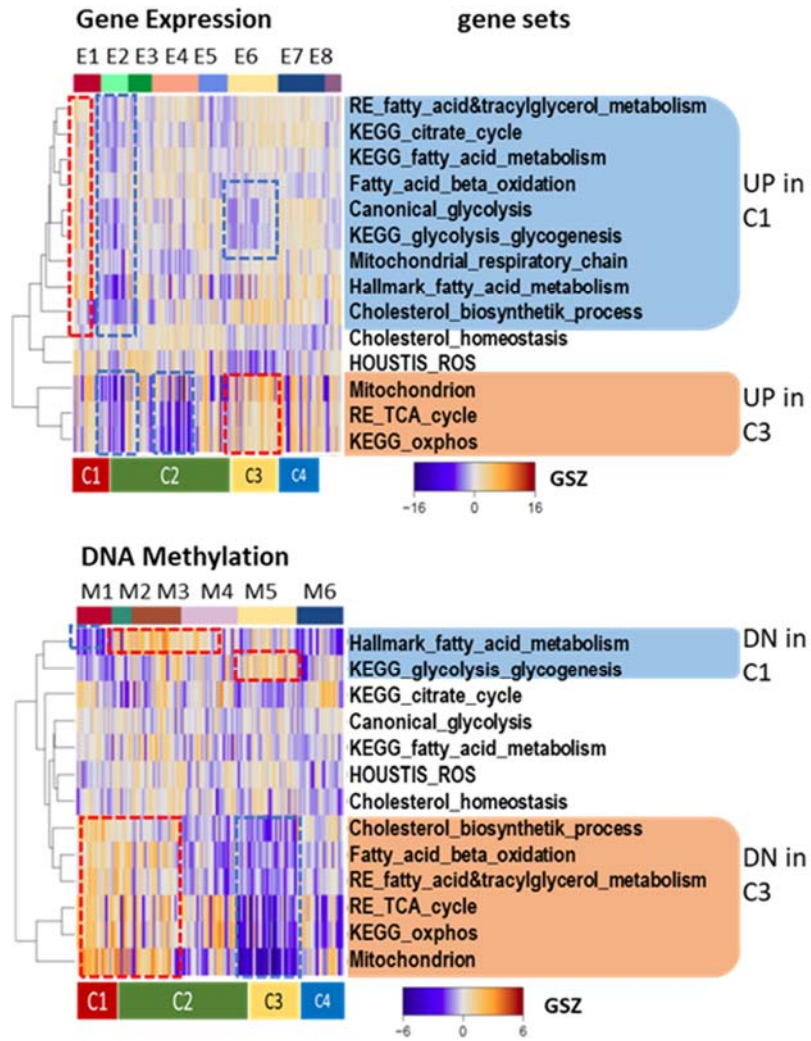 Gene Expression gene sets
E1 E2 E3 E4 E5 E6 E7 E8
RE_fatty_acid&tracylglycerol_metabolism
KEGG_citrate_cycle
KEGG_fatty_acid_metabolism
Fatty_acid_beta_oxidation
Canonical_glycolysis
KEGG_glycolysis_glycogenesis
Mitochondrial_respiratory_chain
Hallmark_fatty_acid_metabolism
Cholesterol_biosynthetik_process
UP in
C1
Cholesterol_homeostasis
HOUSTIS_ROS
Mitochondrion
RE_TCA_cycle
KEGG_oxphos
UP in
C3
C1 C2 C3 C4
GSZ
-16 0 16
DNA Methylation
M1 M2 M3 M4 M5 M6
Hallmark_fatty_acid_metabolism
KEGG_glycolysis_glycogenesis
DN in
C1
KEGG_citrate_cycle
Canonical_glycolysis
KEGG_fatty_acid_metabolism
HOUSTIS_ROS
Cholesterol_homeostasis
Cholesterol_biosynthetik_process
Fatty_acid_beta_oxidation
RE_fatty_acid&tracylglycerol_metabolism
RE_TCA_cycle
KEGG_oxphos
Mitochondrion
DN in
C3
C1 C2 C3 C4
GSZ
-6 0 6